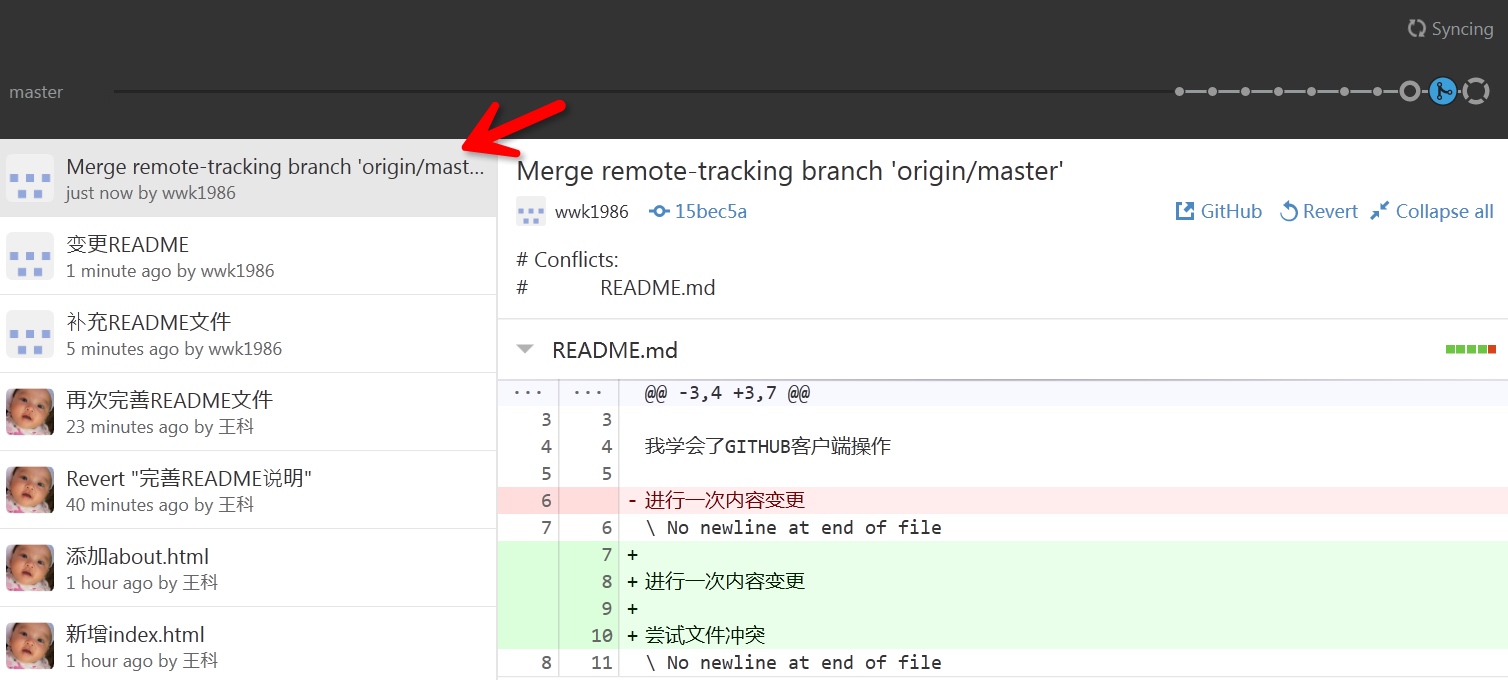 Syncing
master
Merge remote-tracking branch 'origin/mast...
just now by wwk1986
变更README
1 minute ago by wwk1986
补充README文件
5 minutes ago by wwk1986
再次完善README文件
23 minutes ago by 王科
Revert "完善README说明"
40 minutes ago by 王科
添加about.html
1 hour ago by 王科
新增index.html
1 hour ago by 王科
Merge remote-tracking branch 'origin/master'
wwk1986 15bec5a GitHub Revert Collapse all
# Conflicts:
# README.md
README.md
... ... @@ -3,4 +3,7 @@
3 3
4 4 我学会了GITHUB客户端操作
5 5
6 - 进行一次内容变更
7 6 \ No newline at end of file
7 +
8 + 进行一次内容变更
9 +
10 + 尝试文件冲突
8 11 \ No newline at end of file